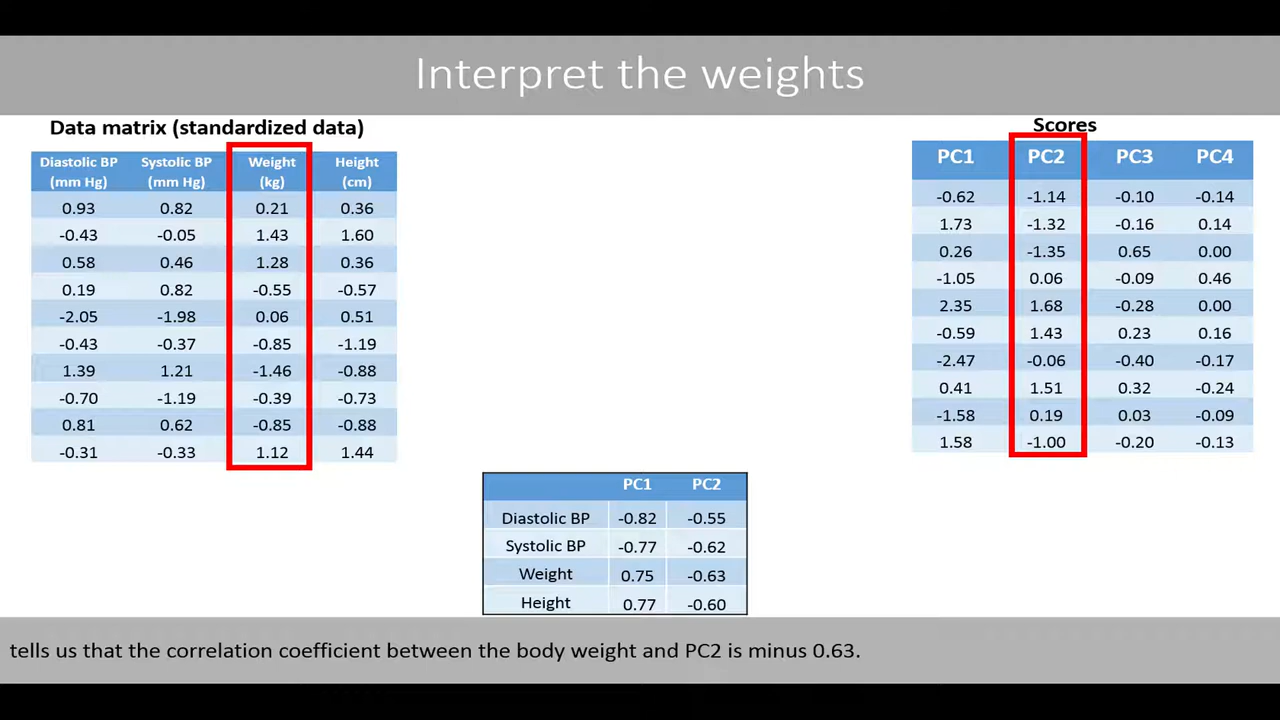 Interpret the weights
Data matrix (standardized data)
Diastolic BP (mm Hg) Systolic BP (mm Hg) Weight (kg) Height (cm)
0.93 0.82 0.21 0.36
-0.43 -0.05 1.43 1.60
0.58 0.46 1.28 0.36
0.19 0.82 -0.55 -0.57
-2.05 -1.98 0.06 0.51
-0.43 -0.37 -0.85 -1.19
1.39 1.21 -1.46 -0.88
-0.70 -1.19 -0.39 -0.73
0.81 0.62 -0.85 -0.88
-0.31 -0.33 1.12 1.44
Scores
PC1 PC2 PC3 PC4
-0.62 -1.14 -0.10 -0.14
1.73 -1.32 -0.16 0.14
0.26 -1.35 0.65 0.00
-1.05 0.06 -0.09 0.46
2.35 1.68 -0.28 0.00
-0.59 1.43 0.23 0.16
-2.47 -0.06 -0.40 -0.17
0.41 1.51 0.32 -0.24
-1.58 0.19 0.03 -0.09
1.58 -1.00 -0.20 -0.13
PC1 PC2
Diastolic BP -0.82 -0.55
Systolic BP -0.77 -0.62
Weight 0.75 -0.63
Height 0.77 -0.60
tells us that the correlation coefficient between the body weight and PC2 is minus 0.63.